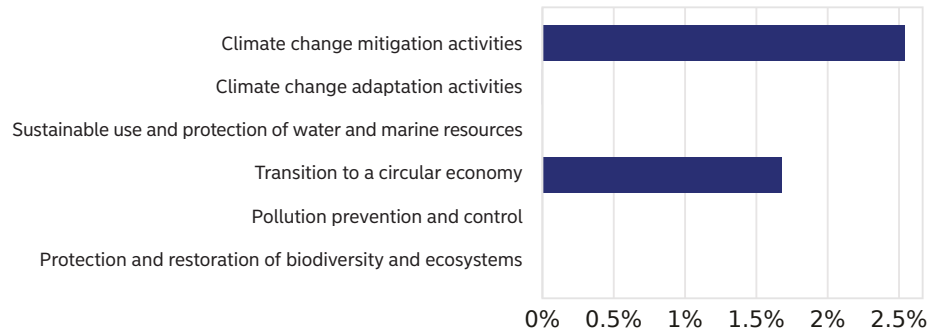 Climate change mitigation activities
Climate change adaptation activities
Sustainable use and protection of water and marine resources
Transition to a circular economy
Pollution prevention and control
Protection and restoration of biodiversity and ecosystems
0% 0.5% 1% 1.5% 2% 2.5%